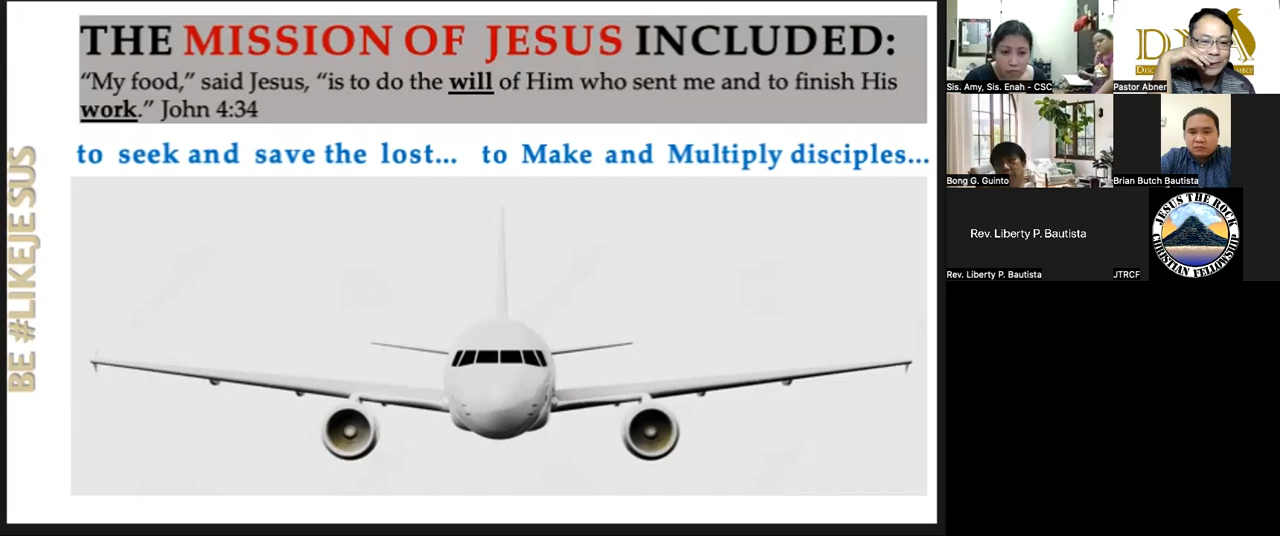 THE MISSION OF JESUS INCLUDED:
“My food,” said Jesus, “is to do the will of Him who sent me and to finish His
work.” John 4:34
to seek and save the lost... to Make and Multiply disciples...
BE #LIKEJESUS
Sis. Amy, Sis. Enah - CSC
Pastor Abner
Bong G. Guinto
Brian Butch Bautista
Rev. Liberty P. Bautista
Rev. Liberty P. Bautista
JTRCF
JESUS THE ROCK
CHRISTIAN FELLOWSHIP